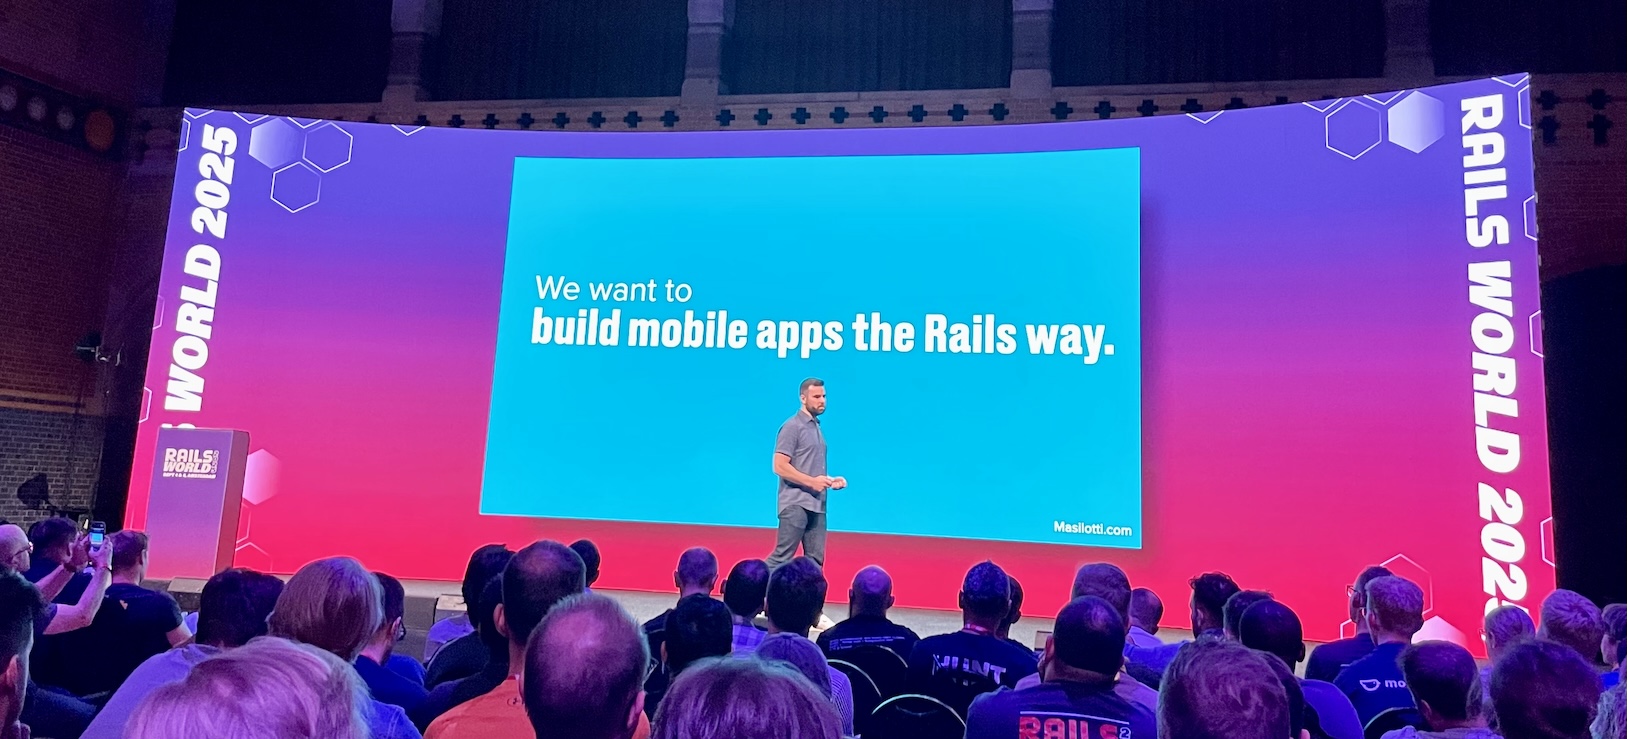 WORLD 2025
We want to
build mobile apps the Rails way.
Masilotti.com
RAILS WORLD 2025
RAILS
WORLD
RAILS
2